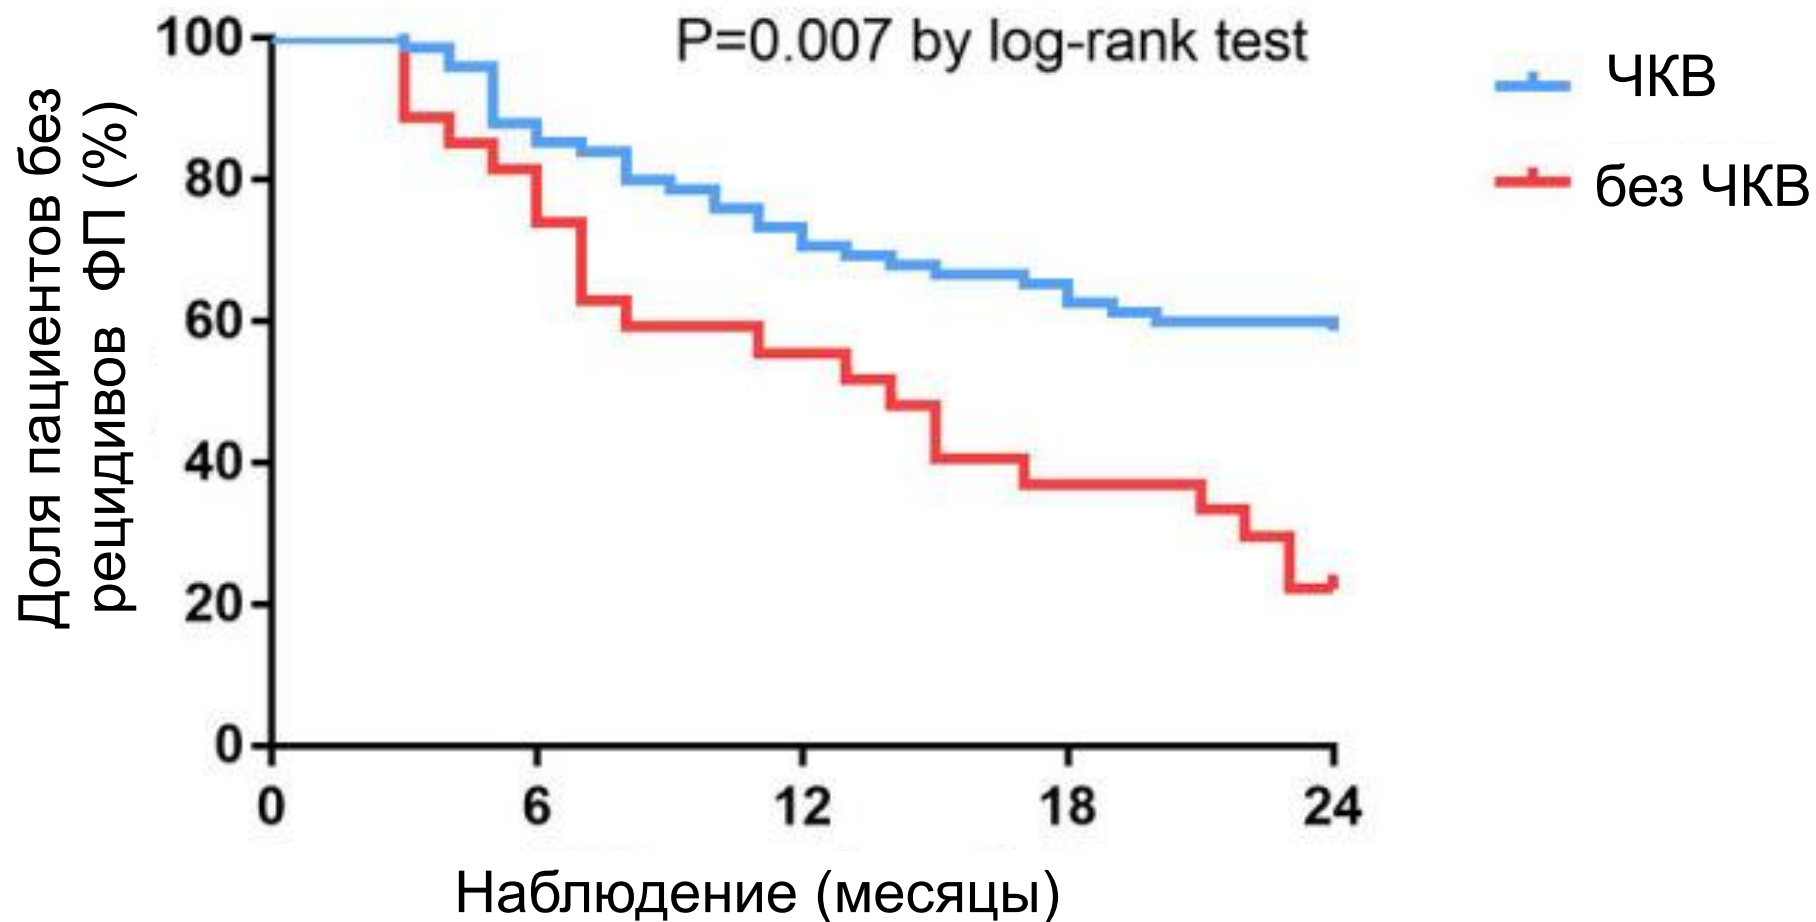 P=0.007 by log-rank test
ЧКВ
без ЧКВ
Доля пациентов без
рецидивов ФП (%)
100
80
60
40
20
0
0 6 12 18 24
Наблюдение (месяцы)